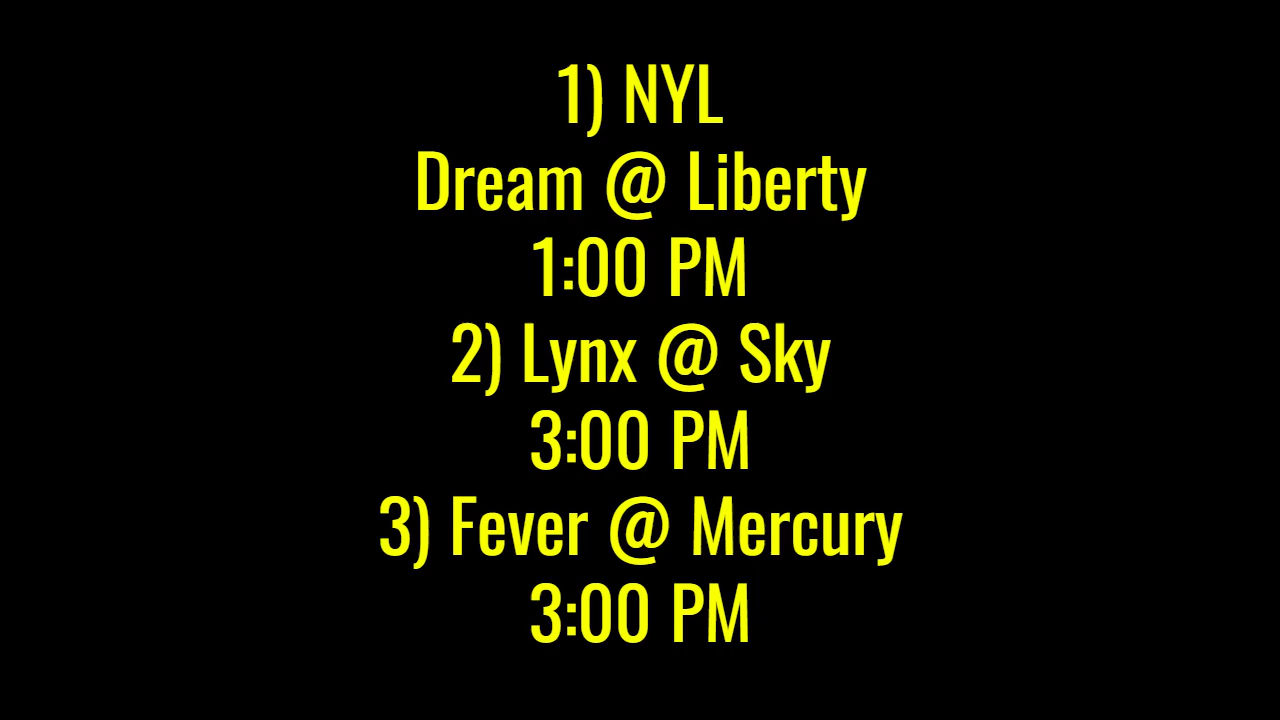 1) NYL
Dream @ Liberty
1:00 PM
2) Lynx @ Sky
3:00 PM
3) Fever @ Mercury
3:00 PM